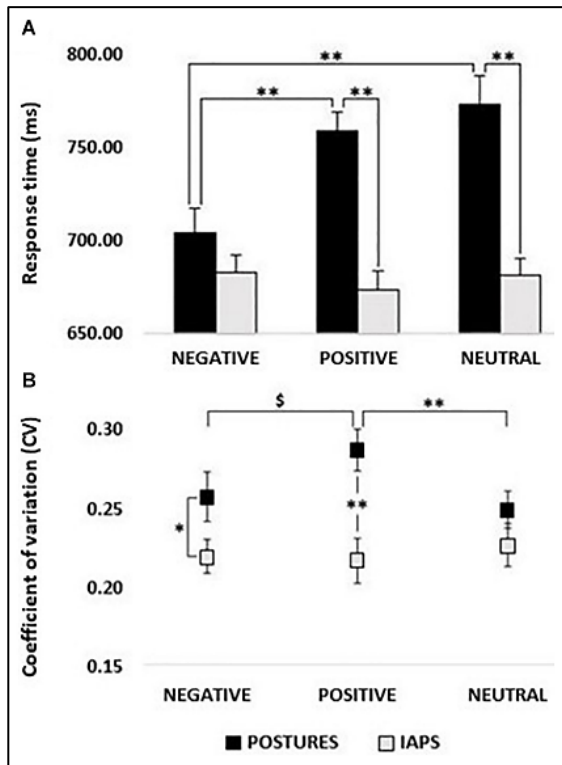 A
Response time (ms)
800.00
750.00
700.00
650.00
**
**
**
**
NEGATIVE POSITIVE NEUTRAL
B
Coefficient of variation (CV)
0.30
0.25
0.20
0.15
$
**
*
**
NEGATIVE POSITIVE NEUTRAL
POSTURES IAPS